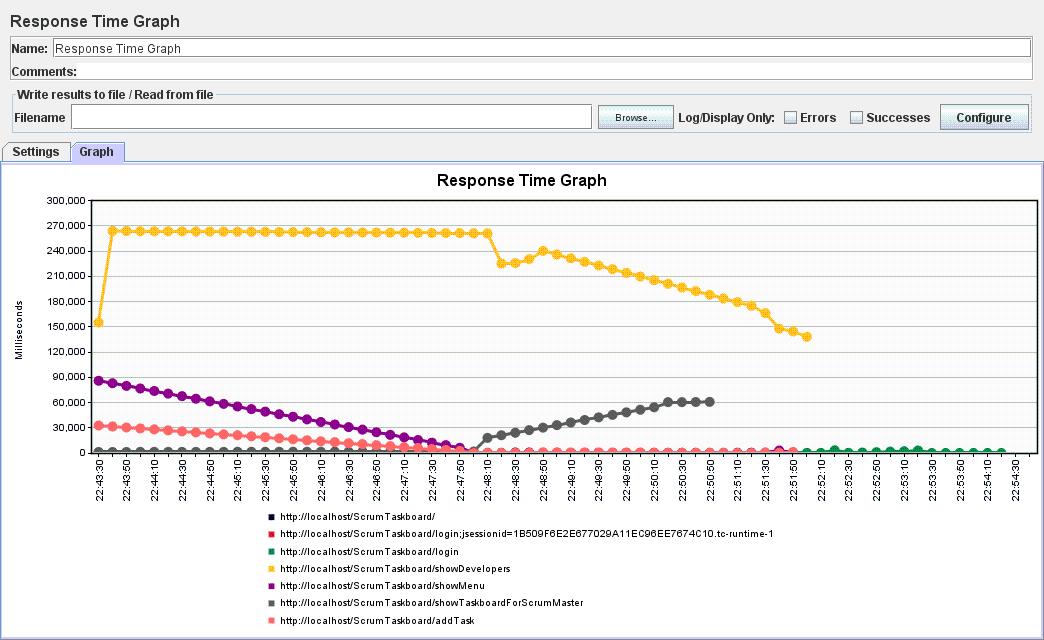 Response Time Graph
Name: Response Time Graph
Comments:
Write results to file / Read from file
Filename Browse... Log/Display Only: Errors Successes Configure
Settings Graph
Response Time Graph
Milliseconds
300,000
270,000
240,000
210,000
180,000
150,000
120,000
90,000
60,000
30,000
0
22:43:30 22:43:50 22:44:10 22:44:30 22:44:50 22:45:10 22:45:30 22:45:50 22:46:10 22:46:30 22:46:50 22:47:10 22:47:30 22:47:50 22:48:10 22:48:30 22:48:50 22:49:10 22:49:30 22:49:50 22:50:10 22:50:30 22:50:50 22:51:10 22:51:30 22:51:50 22:52:10 22:52:30 22:52:50 22:53:10 22:53:30 22:53:50 22:54:10 22:54:30
http://localhost/ScrumTaskboard/
http://localhost/ScrumTaskboard/login;jsessionid=1B509F6E2E677029A11EC96EE7674C10.tc-runtime-1
http://localhost/ScrumTaskboard/login
http://localhost/ScrumTaskboard/showDevelopers
http://localhost/ScrumTaskboard/showMenu
http://localhost/ScrumTaskboard/showTaskboardForScrumMaster
http://localhost/ScrumTaskboard/addTask